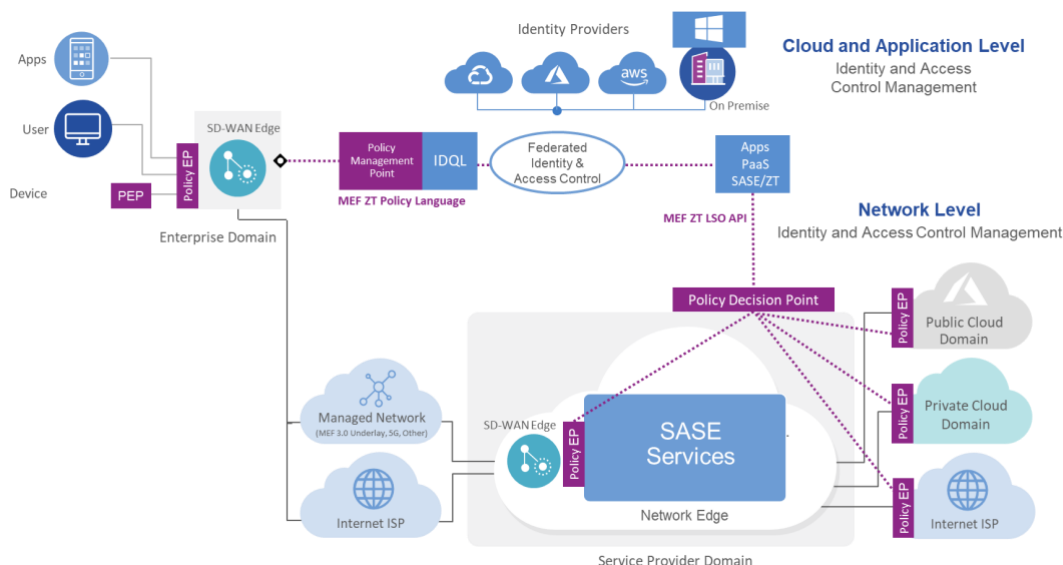 Identity Providers
Cloud and Application Level
Identity and Access
Control Management
aws
On Premise
Apps
User
Device
PEP
Policy EP
SD-WAN Edge
Enterprise Domain
Policy
Management
Point
IDQL
MEF ZT Policy Language
Federated
Identity &
Access Control
Apps
PaaS
SASE/ZT
MEF ZT LSO API
Network Level
Identity and Access Control Management
Policy Decision Point
Policy EP
Public Cloud
Domain
Policy EP
Private Cloud
Domain
Policy EP
Internet ISP
Managed Network
(MEF 3.0 Underlay, 5G, Other)
Internet ISP
SD-WAN Edge
Policy EP
SASE
Services
Network Edge
Service Provider Domain